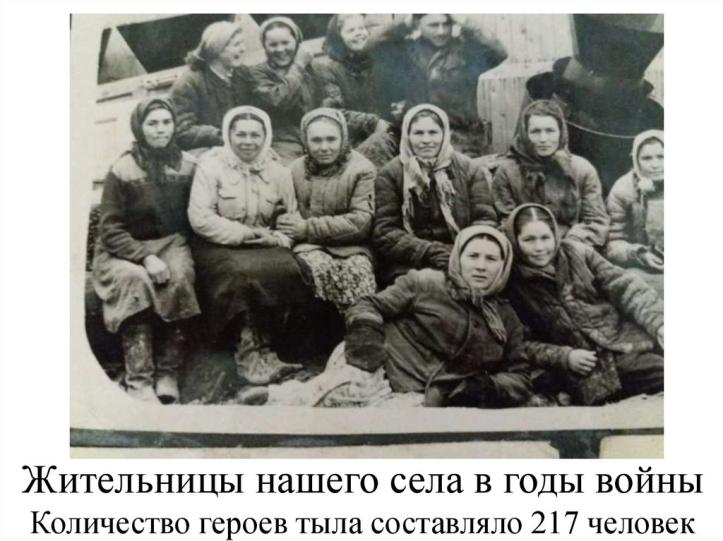 Жительницы нашего села в годы войны
Количество героев тыла составляло 217 человек